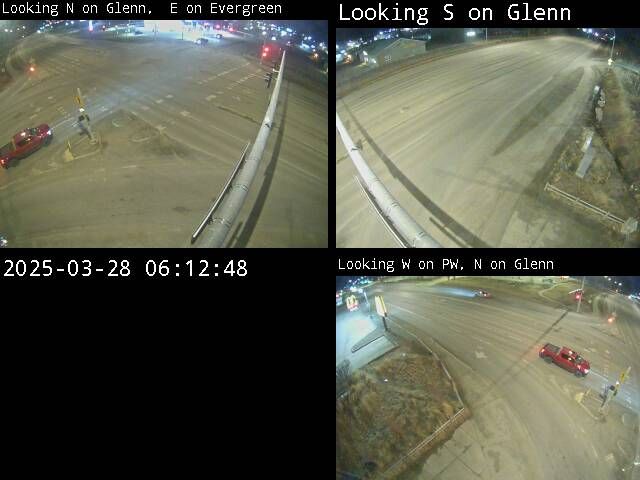 Looking N on Glenn,  E on Evergreen
Looking S on Glenn
2025-03-28 06:12:48
Looking W on PW, N on Glenn